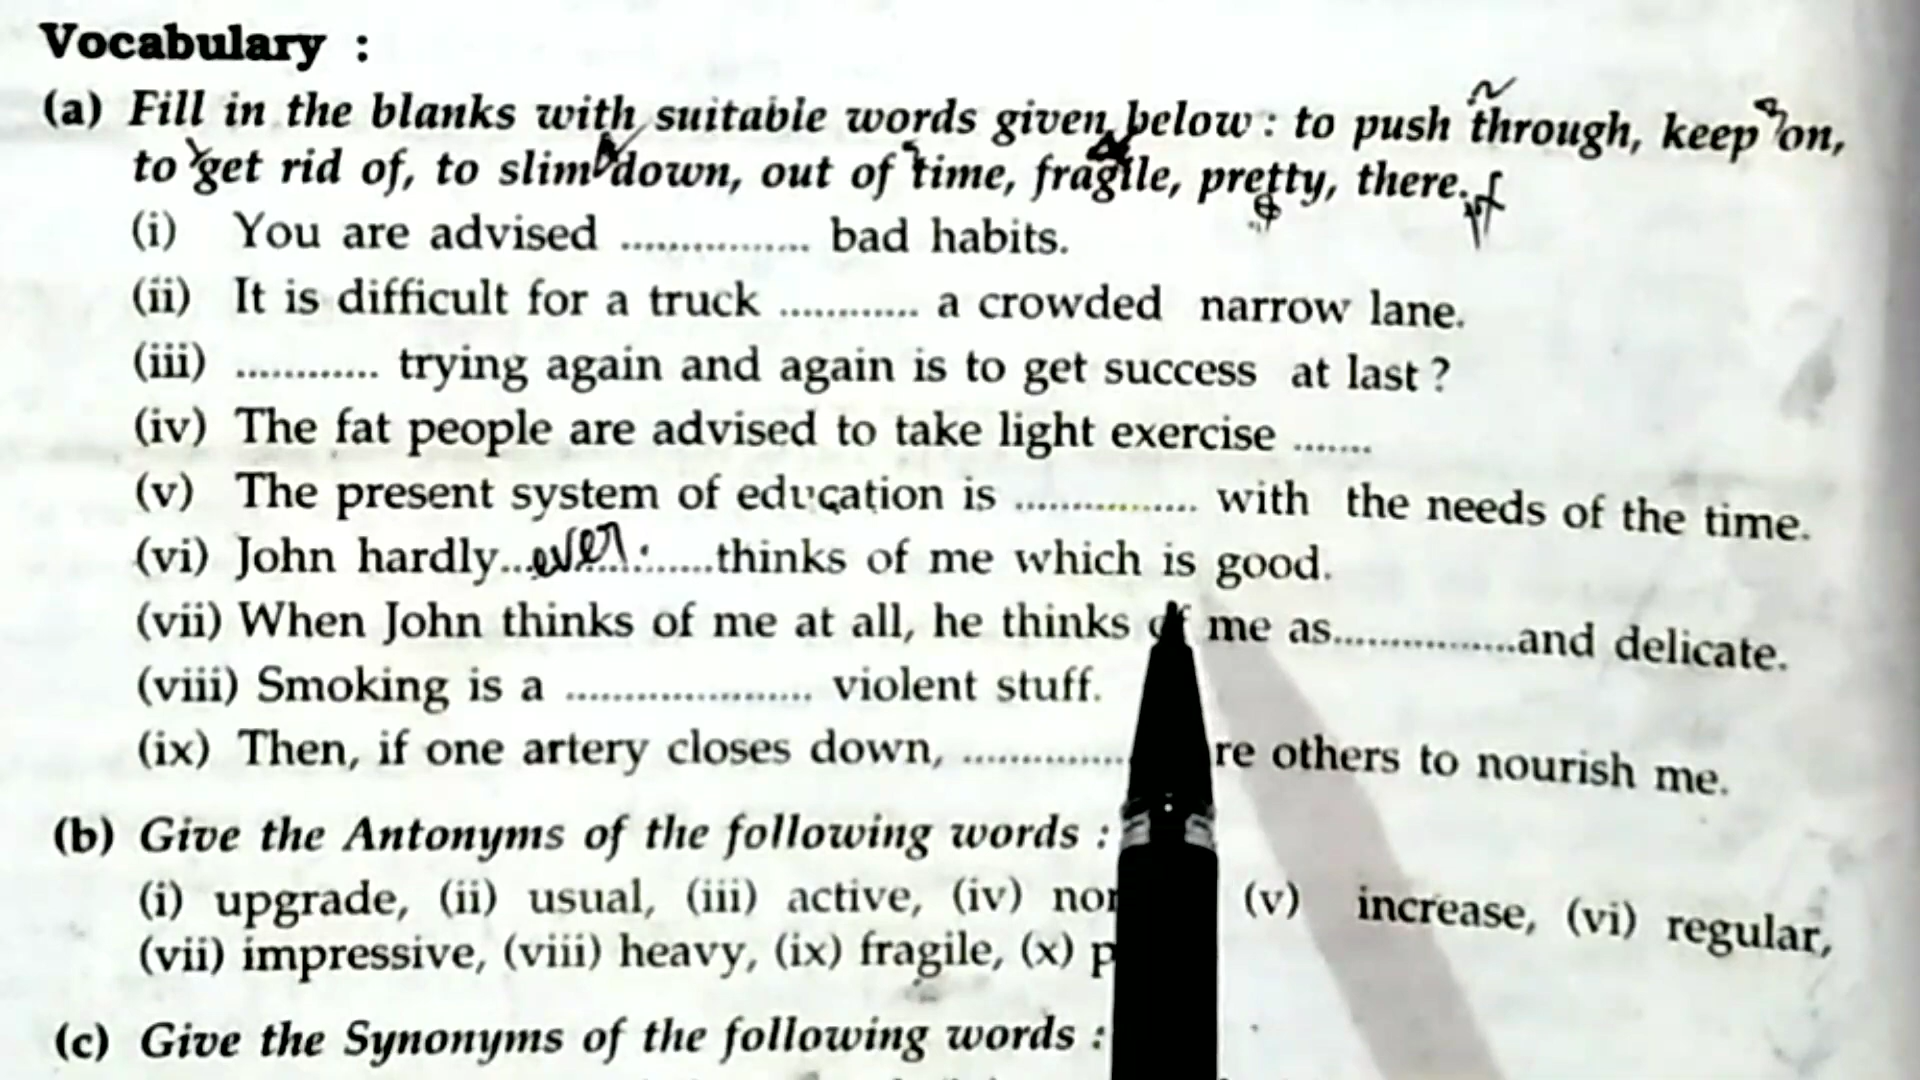 Vocabulary :
(a) Fill in the blanks with suitable words given below : to push through, keep on,
to get rid of, to slim down, out of time, fragile, pretty, there.
(i) You are advised ................ bad habits.
(ii) It is difficult for a truck ............ a crowded narrow lane.
(iii) ............ trying again and again is to get success at last ?
(iv) The fat people are advised to take light exercise .......
(v) The present system of education is ................ with the needs of the time.
(vi) John hardly...ever.......thinks of me which is good.
(vii) When John thinks of me at all, he thinks of me as................and delicate.
(viii) Smoking is a ..................... violent stuff.
(ix) Then, if one artery closes down, .............. re others to nourish me.
(b) Give the Antonyms of the following words :
(i) upgrade, (ii) usual, (iii) active, (iv) (v) increase, (vi) regular,
(vii) impressive, (viii) heavy, (ix) fragile, (x)
(c) Give the Synonyms of the following words :